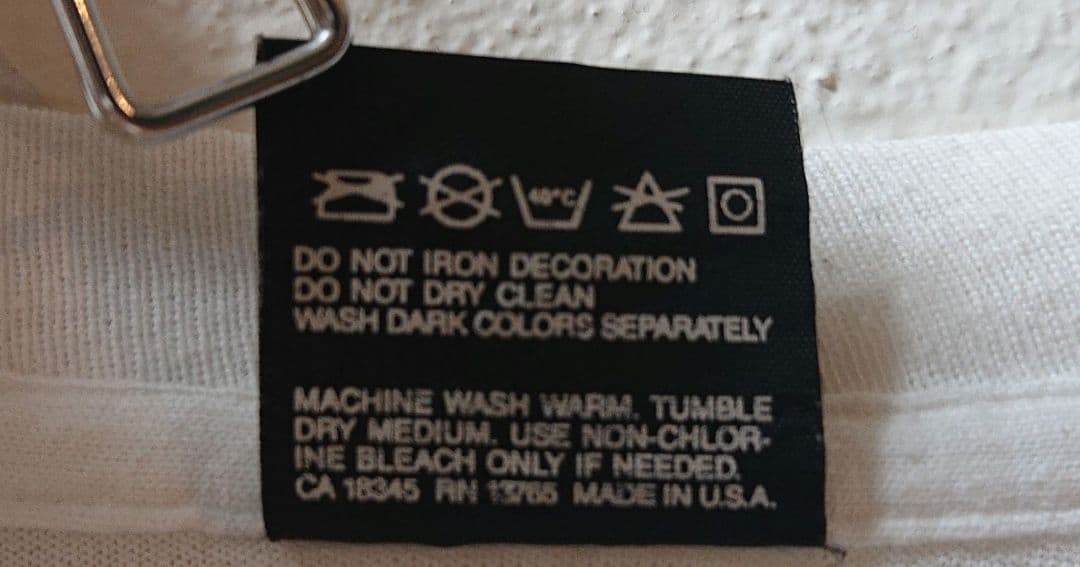 40°C
DO NOT IRON DECORATION
DO NOT DRY CLEAN
WASH DARK COLORS SEPARATELY
MACHINE WASH WARM. TUMBLE
DRY MEDIUM. USE NON-CHLOR-
INE BLEACH ONLY IF NEEDED.
CA 18345 RN 13765 MADE IN U.S.A.